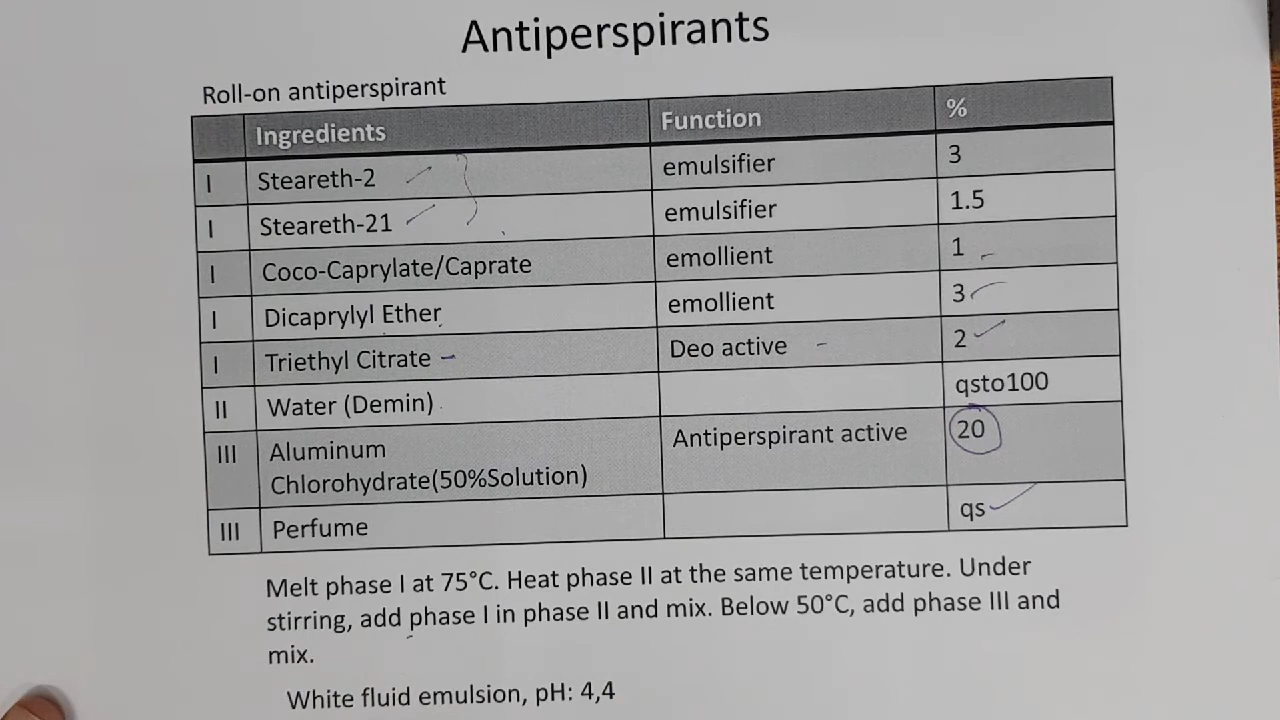 Antiperspirants
Roll-on antiperspirant
Ingredients Function %
I Steareth-2 emulsifier 3
I Steareth-21 emulsifier 1.5
I Coco-Caprylate/Caprate emollient 1
I Dicaprylyl Ether emollient 3
I Triethyl Citrate Deo active 2
II Water (Demin) qsto100
III Aluminum Antiperspirant active 20
Chlorohydrate(50%Solution)
III Perfume qs
Melt phase I at 75°C. Heat phase II at the same temperature. Under
stirring, add phase I in phase II and mix. Below 50°C, add phase III and
mix.
White fluid emulsion, pH: 4,4